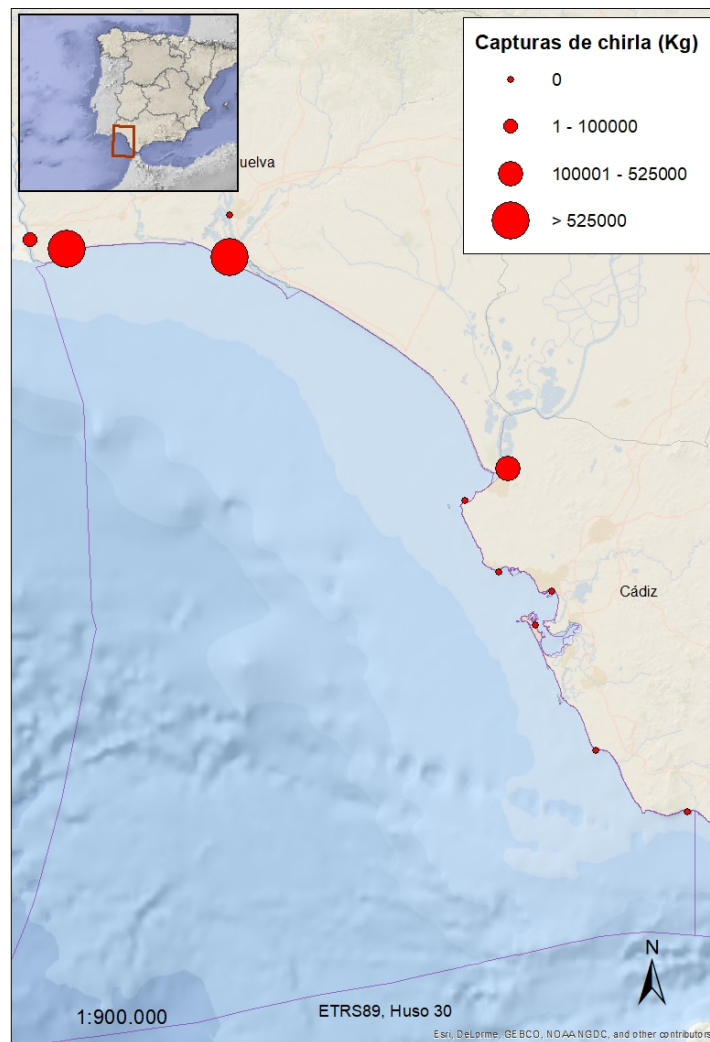 Capturas de chirla (Kg)
0
1 - 100000
100001 - 525000
> 525000
uelva
Cádiz
N
1:900.000
ETRS89, Huso 30
Esri, DeLorme, GEBCO, NOAA NGDC, and other contributors